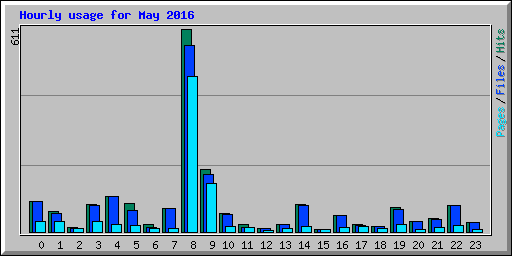 Hourly usage for May 2016
611
Pages / Files / Hits
0 1 2 3 4 5 6 7 8 9 10 11 12 13 14 15 16 17 18 19 20 21 22 23